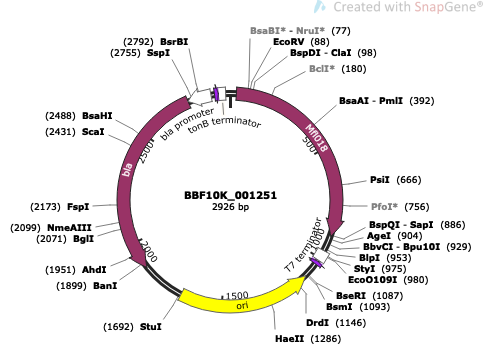 Created with SnapGene®
(2792) BsrBI
(2755) SspI
BsaBI* - NruI* (77)
EcoRV (88)
BspDI - ClaI (98)
BclI* (180)
bla promoter
tonB terminator
BsaAI - PmlI (392)
(2488) BsaHI
(2431) ScaI
Mfl018
500
2500
bla
PsiI (666)
BBF10K_001251
2926 bp
PfoI* (756)
(2173) FspI
(2099) NmeAIII
(2071) BglI
BspQI - SapI (886)
AgeI (904)
BbvCI - Bpu10I (929)
BlpI (953)
StyI (975)
EcoO109I (980)
T7 terminator
1000
2000
(1951) AhdI
(1899) BanI
BseRI (1087)
BsmI (1093)
1500
ori
DrdI (1146)
(1692) StuI
HaeII (1286)